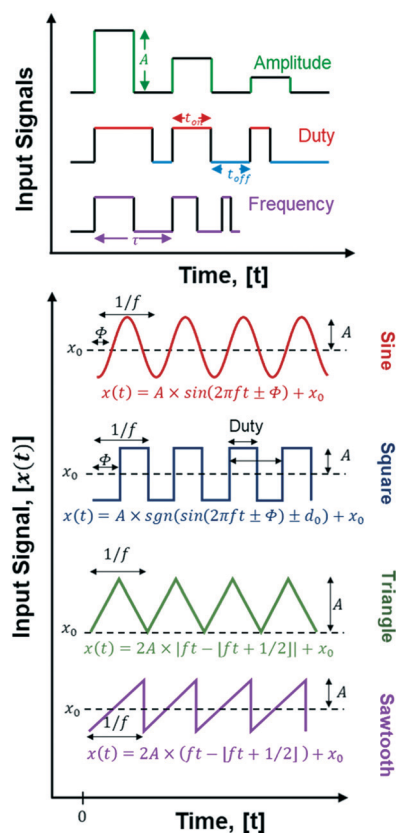 Input Signals
A
Amplitude
t_on
Duty
t_off
Frequency
τ
Time, [t]
Input Signal, [x(t)]
1/f
Φ
A
x₀
x(t) = A × sin(2πft ± Φ) + x₀
Sine
1/f
Duty
Φ
A
x₀
x(t) = A × sgn(sin(2πft ± Φ) ± d₀) + x₀
Square
1/f
A
x₀
x(t) = 2A × |ft − ⌊ft + 1/2⌋| + x₀
Triangle
A
x₀
1/f
x(t) = 2A × (ft − ⌊ft + 1/2⌋) + x₀
Sawtooth
0
Time, [t]